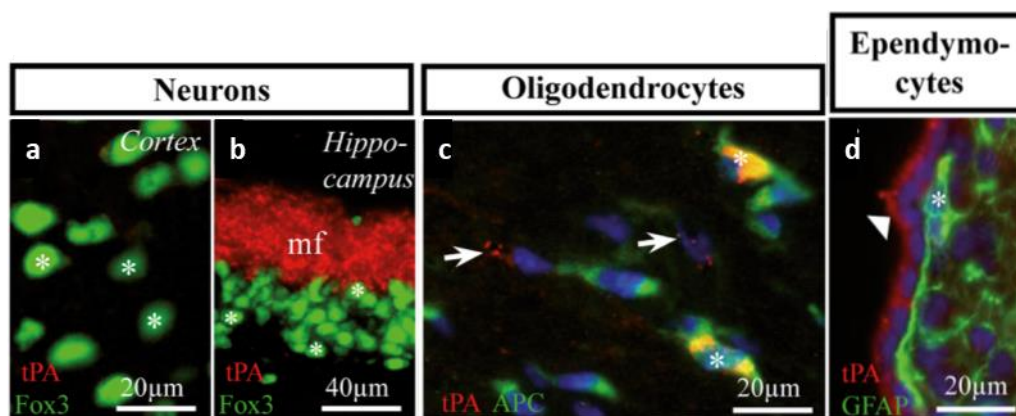 Neurons
Oligodendrocytes
Ependymo-
cytes
a
Cortex
b
Hippo-
campus
c
d
mf
*
*
*
*
*
*
*
*
*
tPA
Fox3
20µm
tPA
Fox3
40µm
tPA APC
20µm
tPA
GFAP
20µm